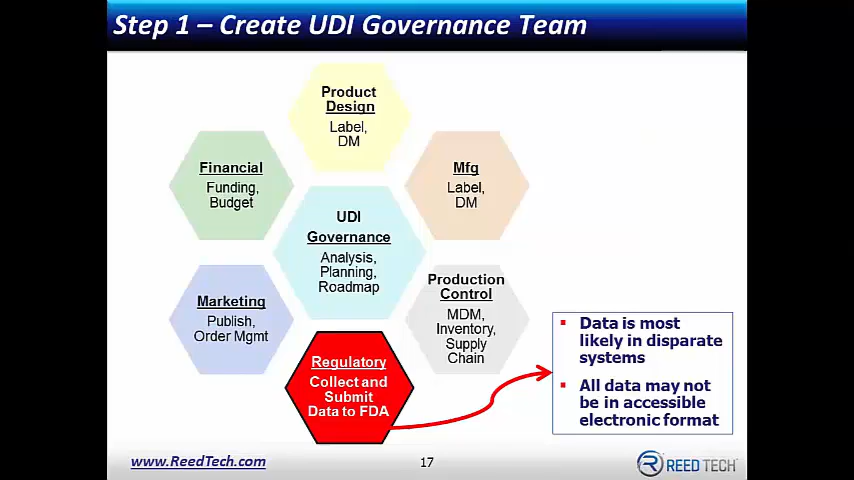 Step 1 – Create UDI Governance Team
Product
Design
Label,
DM
Financial
Funding,
Budget
Mfg
Label,
DM
UDI
Governance
Analysis,
Planning,
Roadmap
Marketing
Publish,
Order Mgmt
Production
Control
MDM,
Inventory,
Supply
Chain
Regulatory
Collect and
Submit
Data to FDA
▪ Data is most
likely in disparate
systems
▪ All data may not
be in accessible
electronic format
www.ReedTech.com
17
REED TECH